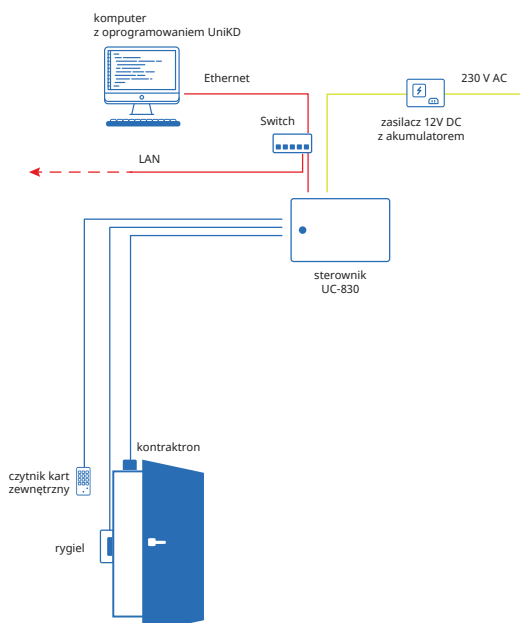 komputer
z oprogramowaniem UniKD
Ethernet
230 V AC
Switch
zasilacz 12V DC
z akumulatorem
LAN
sterownik
UC-830
kontraktron
czytnik kart
zewnętrzny
rygiel